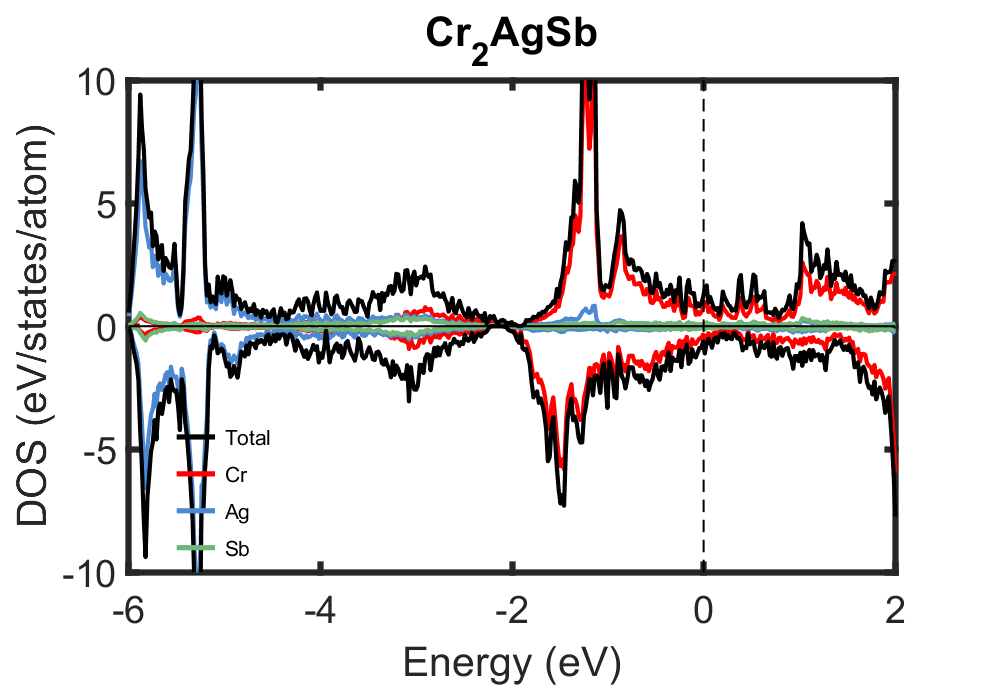 Cr2AgSb
DOS (eV/states/atom)
10
5
0
-5
-10
Total
Cr
Ag
Sb
-6 -4 -2 0 2
Energy (eV)